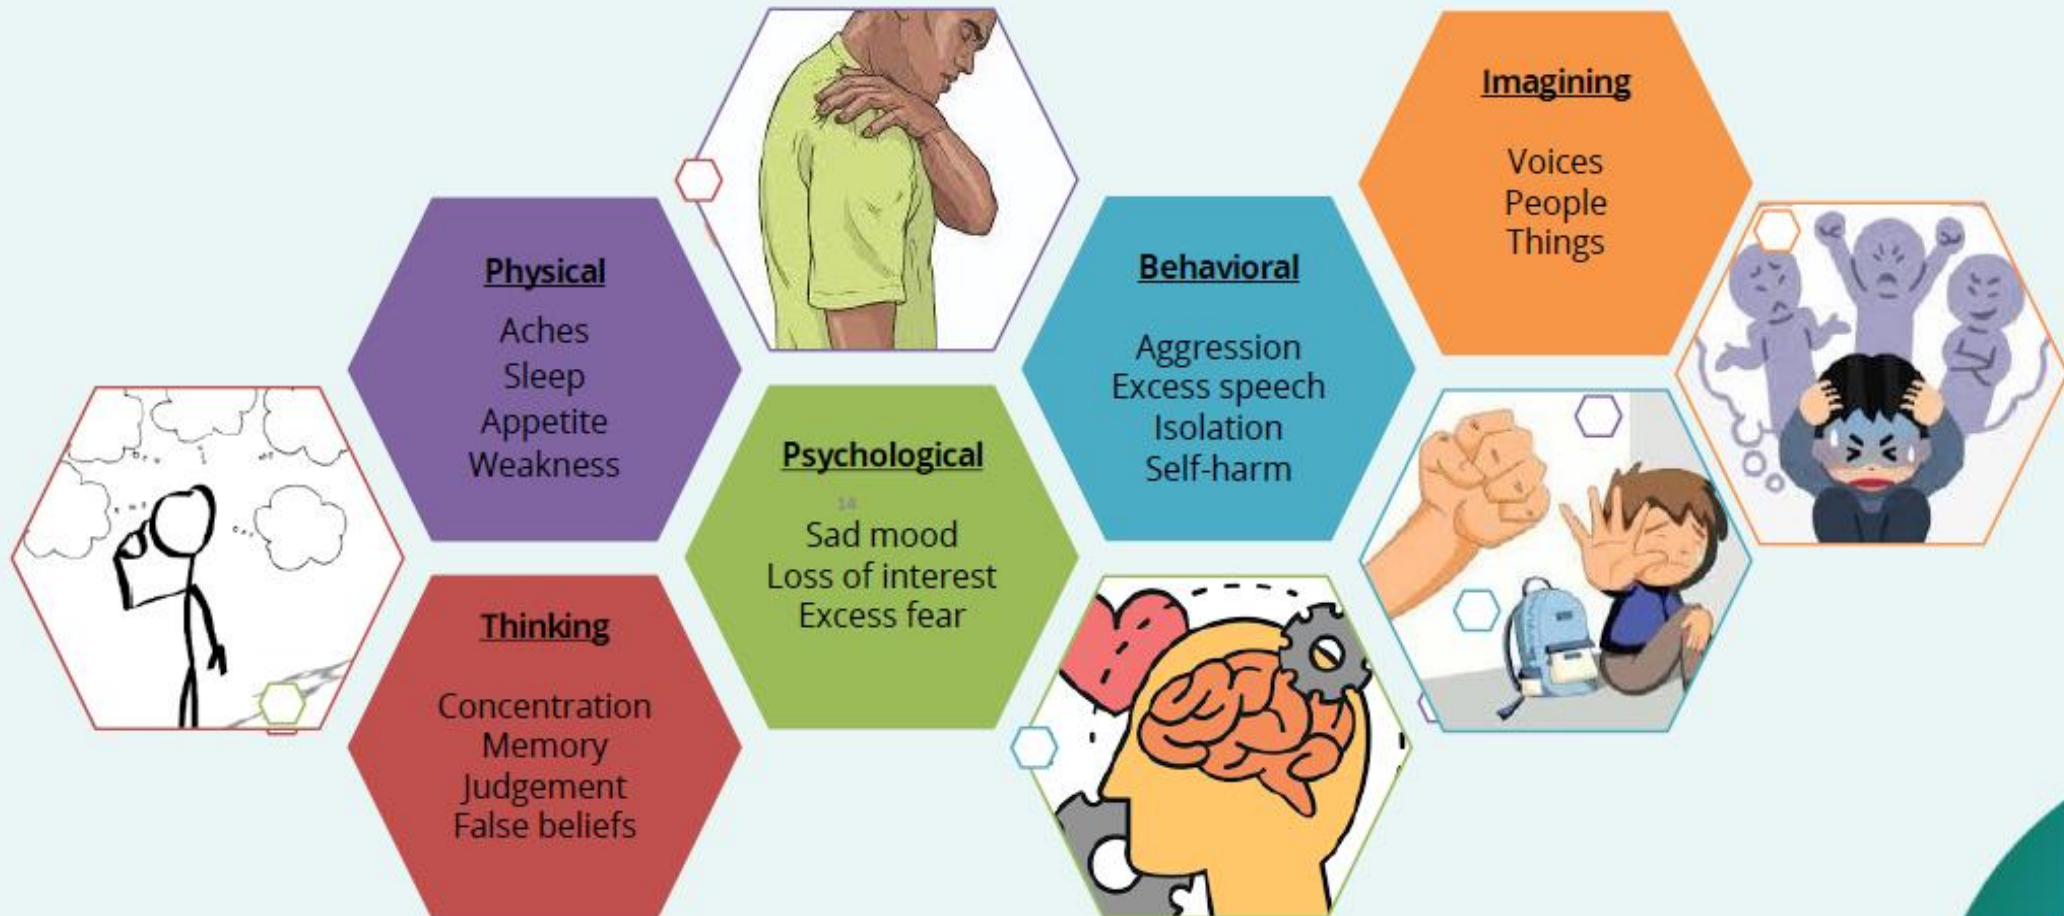 Physical
Aches
Sleep
Appetite
Weakness
Thinking
Concentration
Memory
Judgement
False beliefs
Psychological
14
Sad mood
Loss of interest
Excess fear
Behavioral
Aggression
Excess speech
Isolation
Self-harm
Imagining
Voices
People
Things